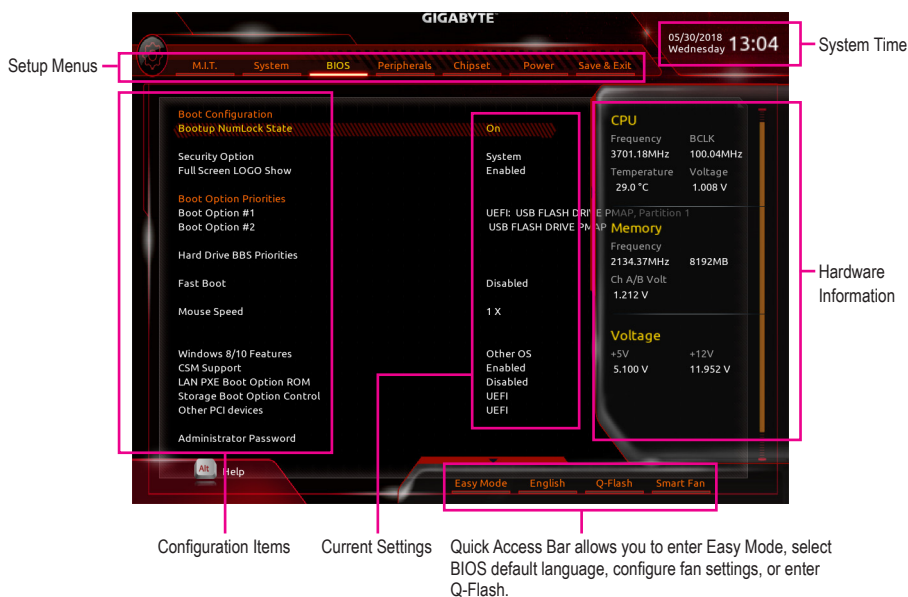 GIGABYTE™
05/30/2018
Wednesday 13:04
System Time
Setup Menus
M.I.T. System BIOS Peripherals Chipset Power Save & Exit
Boot Configuration
Bootup NumLock State On
Security Option System
Full Screen LOGO Show Enabled
Boot Option Priorities
Boot Option #1 UEFI: USB FLASH DRIVE PMAP, Partition 1
Boot Option #2 USB FLASH DRIVE PMAP
Hard Drive BBS Priorities
Fast Boot Disabled
Mouse Speed 1 X
Windows 8/10 Features Other OS
CSM Support Enabled
LAN PXE Boot Option ROM Disabled
Storage Boot Option Control UEFI
Other PCI devices UEFI
Administrator Password
CPU
Frequency BCLK
3701.18MHz 100.04MHz
Temperature Voltage
29.0 °C 1.008 V
Memory
Frequency
2134.37MHz 8192MB
Ch A/B Volt
1.212 V
Voltage
+5V +12V
5.100 V 11.952 V
Hardware
Information
Alt Help
Easy Mode English Q-Flash Smart Fan
Configuration Items
Current Settings
Quick Access Bar allows you to enter Easy Mode, select
BIOS default language, configure fan settings, or enter
Q-Flash.